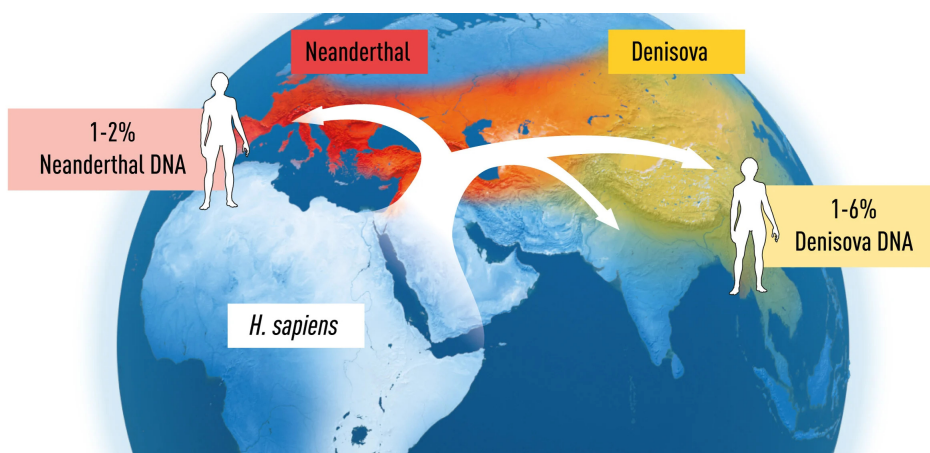 Neanderthal
Denisova
1-2%
Neanderthal DNA
1-6%
Denisova DNA
H. sapiens